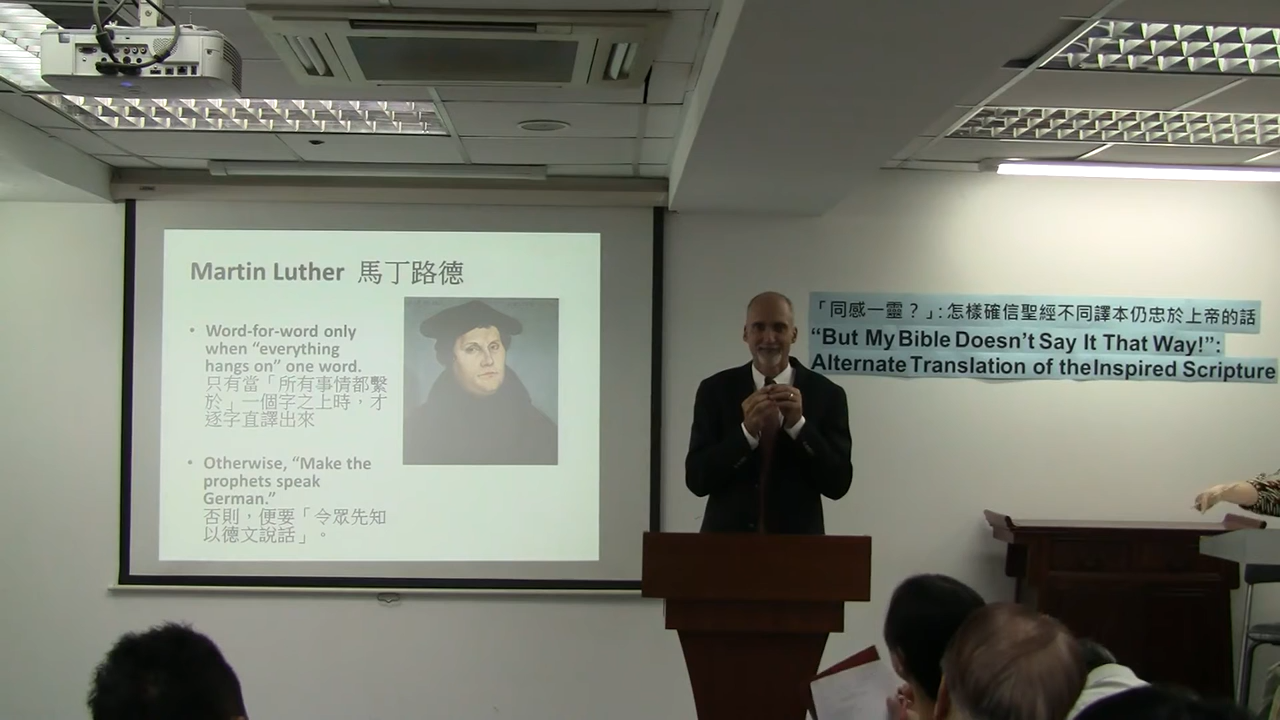 Martin Luther 馬丁路德
• Word-for-word only
when “everything
hangs on” one word.
只有當「所有事情都繫
於」一個字之上時，才
逐字直譯出來
• Otherwise, “Make the
prophets speak
German.”
否則，便要「令眾先知
以德文說話」。
「同感一靈？」：怎樣確信聖經不同譯本仍忠於上帝的話
“But My Bible Doesn’t Say It That Way!”:
Alternate Translation of the Inspired Scripture